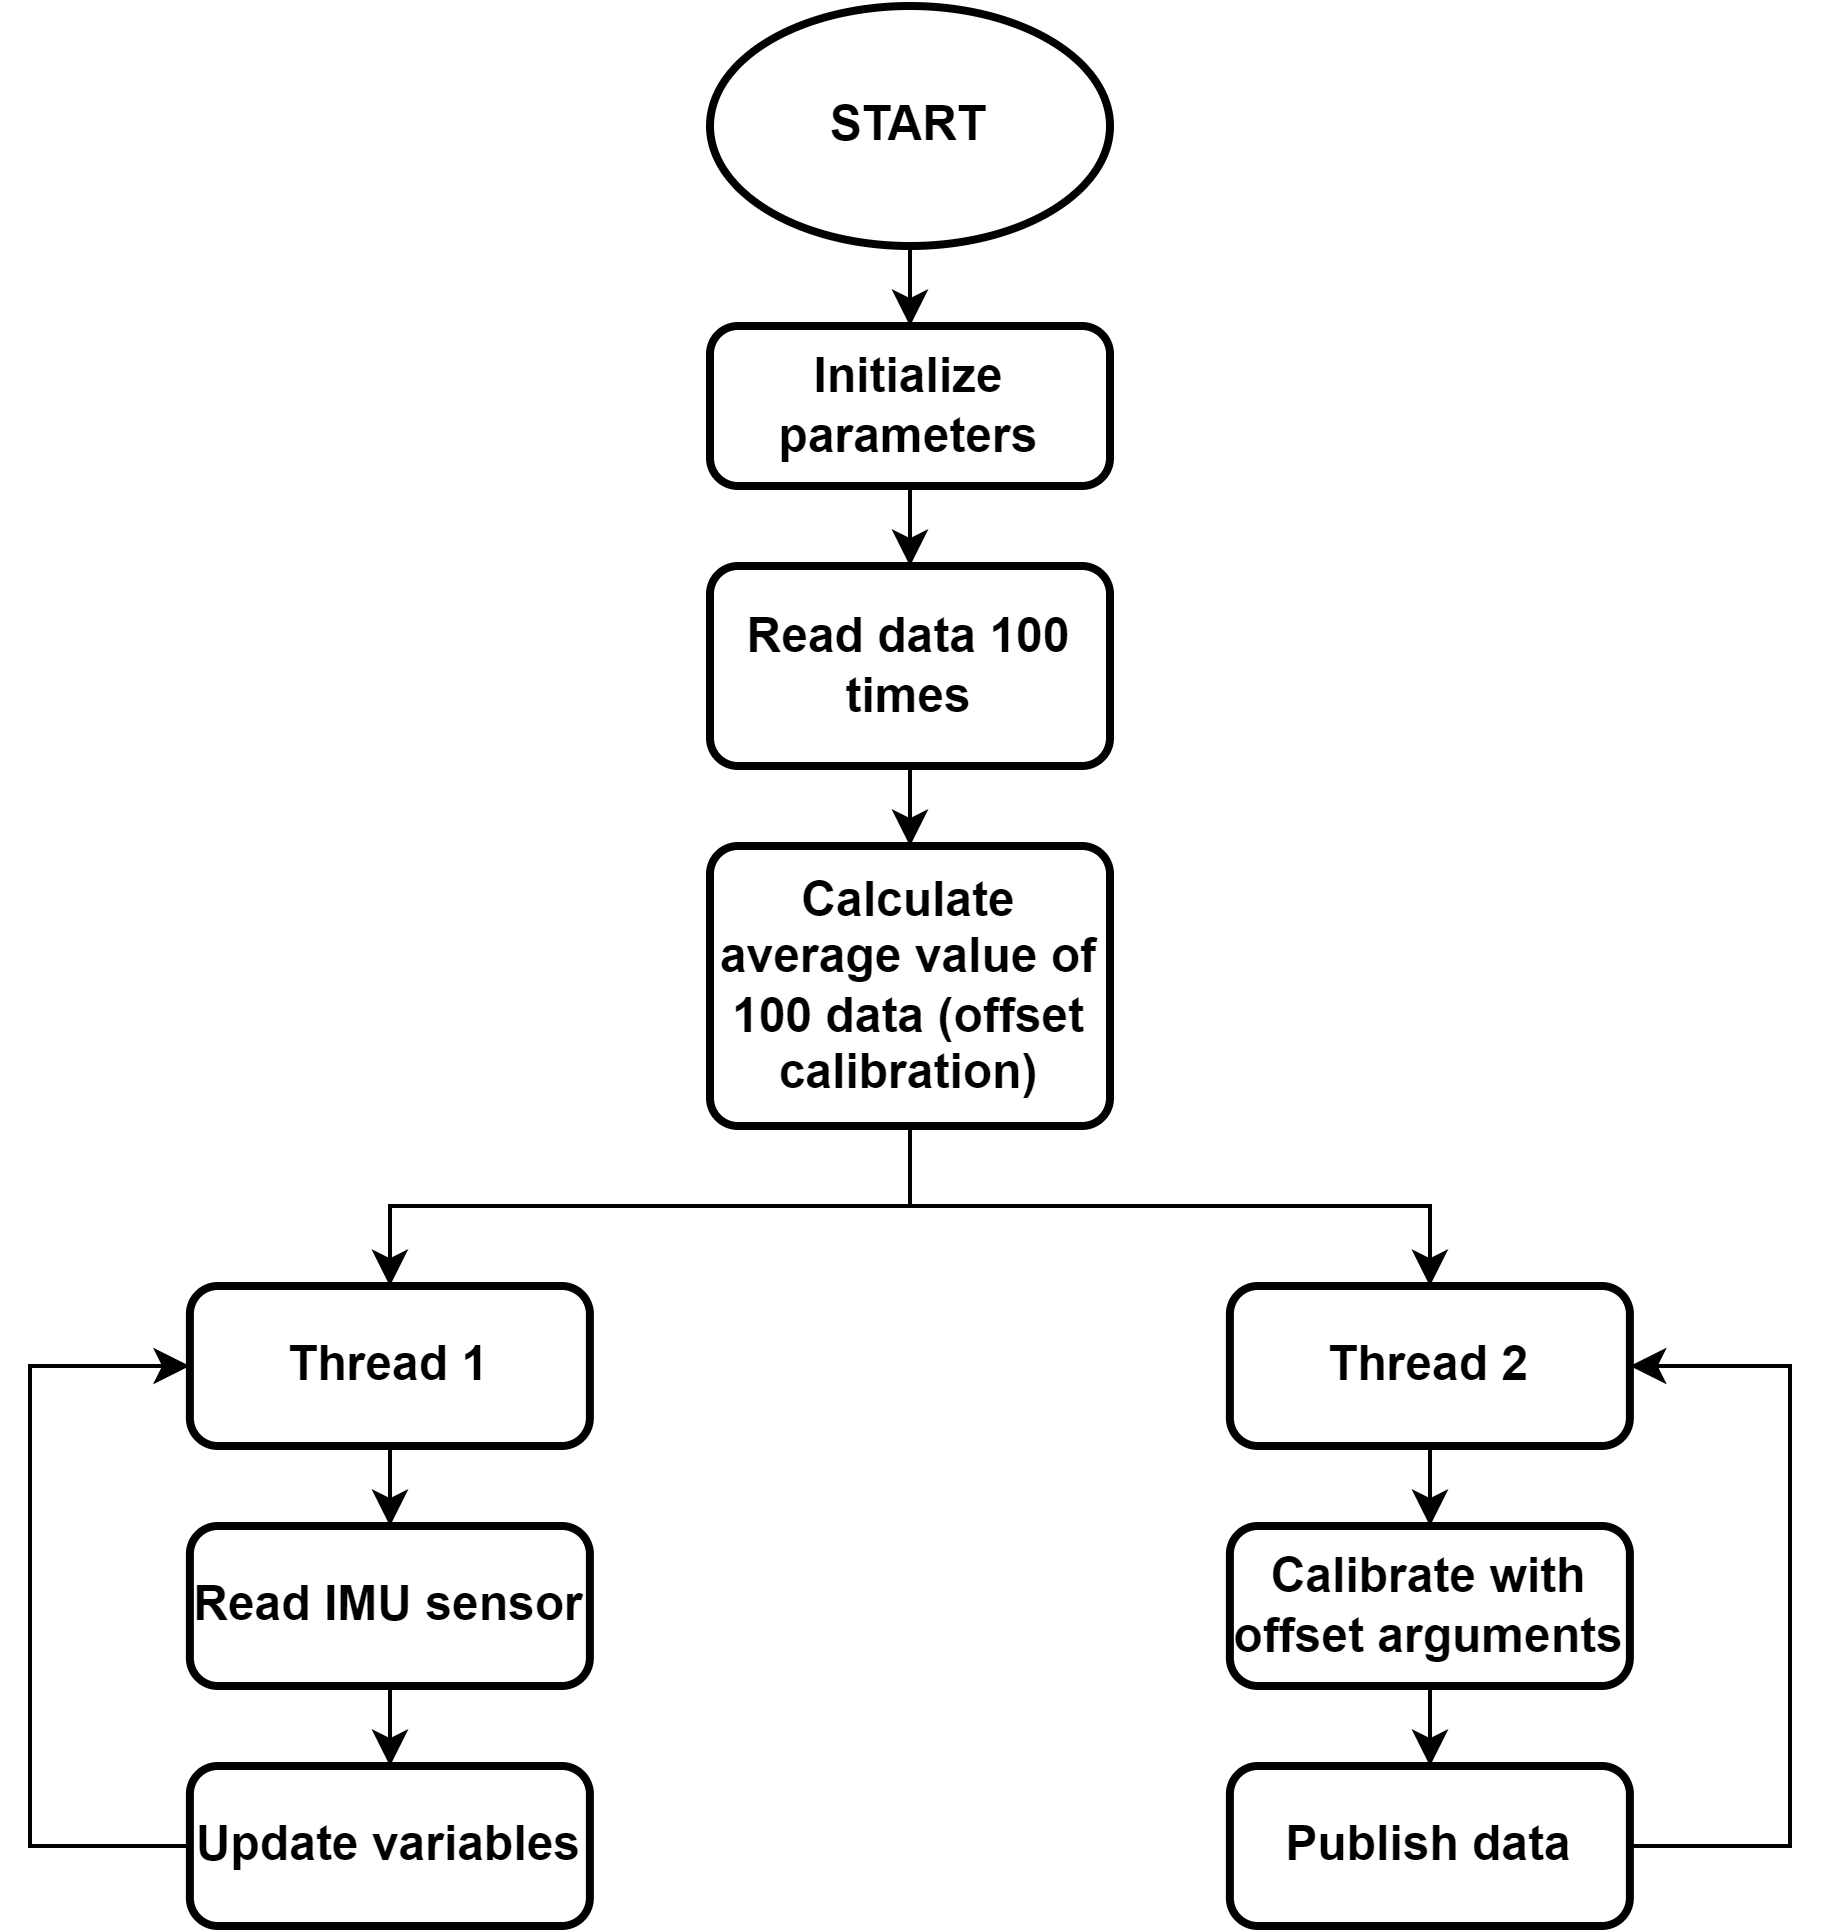 START
Initialize
parameters
Read data 100
times
Calculate
average value of
100 data (offset
calibration)
Thread 1
Thread 2
Read IMU sensor
Calibrate with
offset arguments
Update variables
Publish data